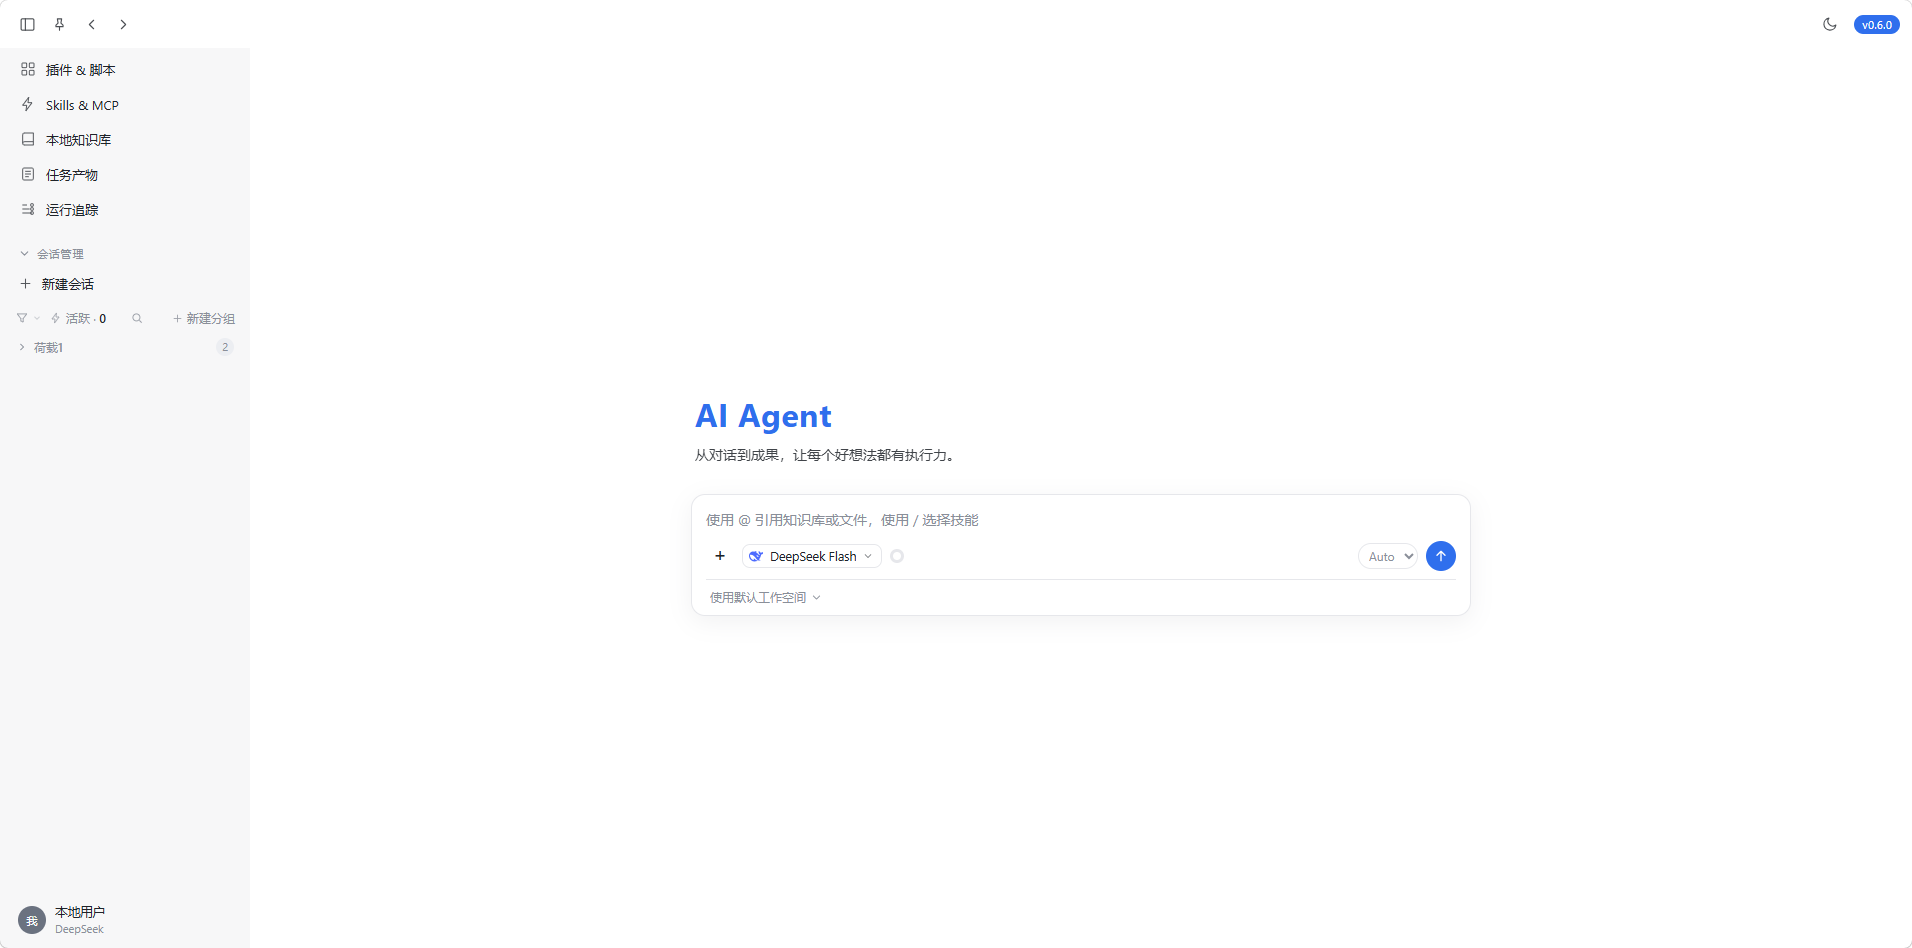 v0.6.0
插件 & 脚本
Skills & MCP
本地知识库
任务产物
运行追踪
会话管理
新建会话
活跃 · 0
新建分组
荷载1
2
AI Agent
从对话到成果，让每个好想法都有执行力。
使用 @ 引用知识库或文件，使用 / 选择技能
DeepSeek Flash
Auto
使用默认工作空间
我
本地用户
DeepSeek